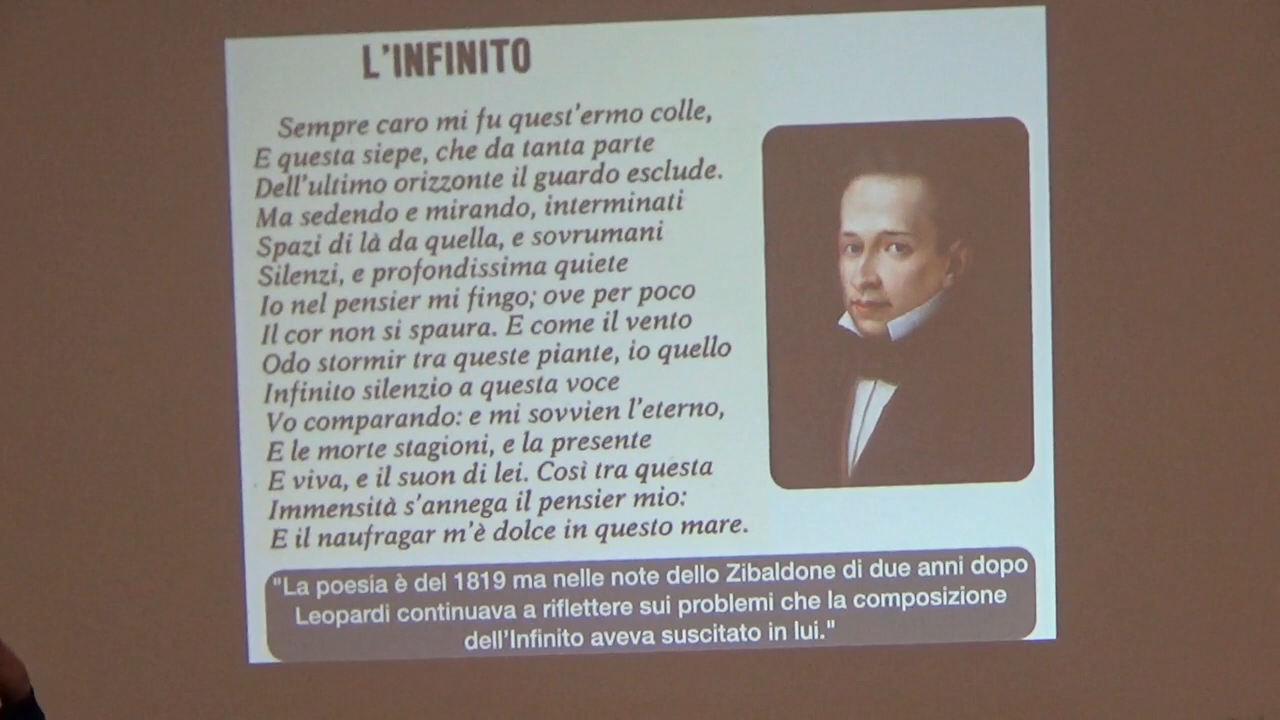 L'INFINITO
Sempre caro mi fu quest'ermo colle,
E questa siepe, che da tanta parte
Dell'ultimo orizzonte il guardo esclude.
Ma sedendo e mirando, interminati
Spazi di là da quella, e sovrumani
Silenzi, e profondissima quiete
Io nel pensier mi fingo; ove per poco
Il cor non si spaura. E come il vento
Odo stormir tra queste piante, io quello
Infinito silenzio a questa voce
Vo comparando: e mi sovvien l'eterno,
E le morte stagioni, e la presente
E viva, e il suon di lei. Così tra questa
Immensità s'annega il pensier mio:
E il naufragar m'è dolce in questo mare.
"La poesia è del 1819 ma nelle note dello Zibaldone di due anni dopo
Leopardi continuava a riflettere sui problemi che la composizione
dell'Infinito aveva suscitato in lui."